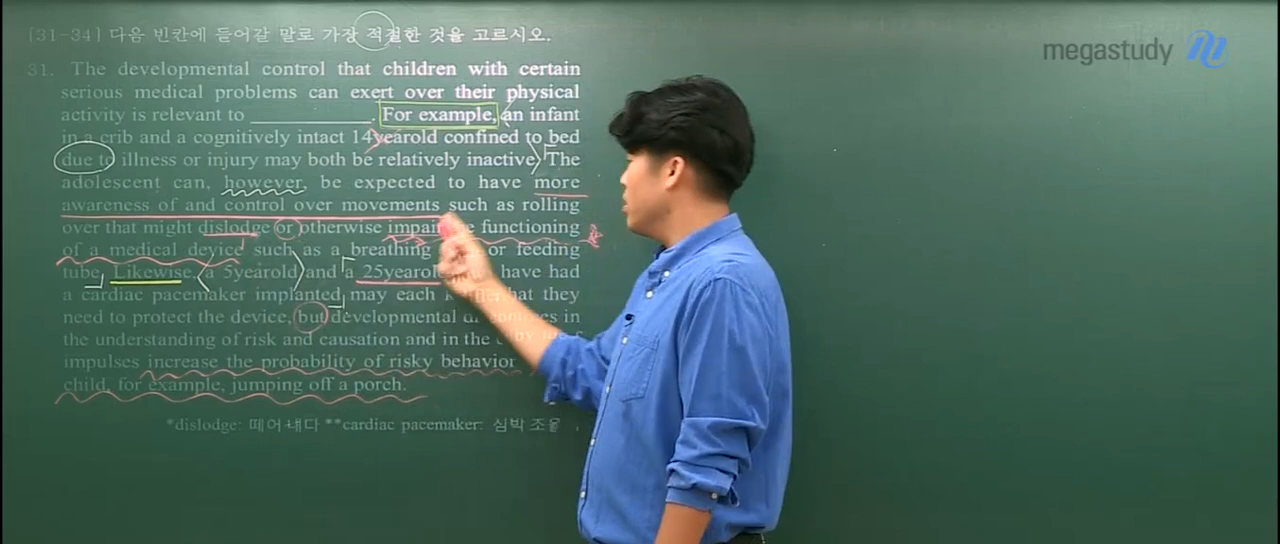 [31-34] 다음 빈칸에 들어갈 말로 가장 적절한 것을 고르시오.
megastudy
31. The developmental control that children with certain
serious medical problems can exert over their physical
activity is relevant to ____________. For example, an infant
in a crib and a cognitively intact 14yearold confined to bed
due to illness or injury may both be relatively inactive. The
adolescent can, however, be expected to have more
awareness of and control over movements such as rolling
over that might dislodge or otherwise functioning
of a medical device such as a breathing or feeding
tube. Likewise, a 5yearold and a have had
a cardiac pacemaker implanted may each that they
need to protect the device, but developmental in
the understanding of risk and causation and in the
impulses increase the probability of risky behavior
child, for example, jumping off a porch.
*dislodge: 떼어내다 **cardiac pacemaker: 심박 조율